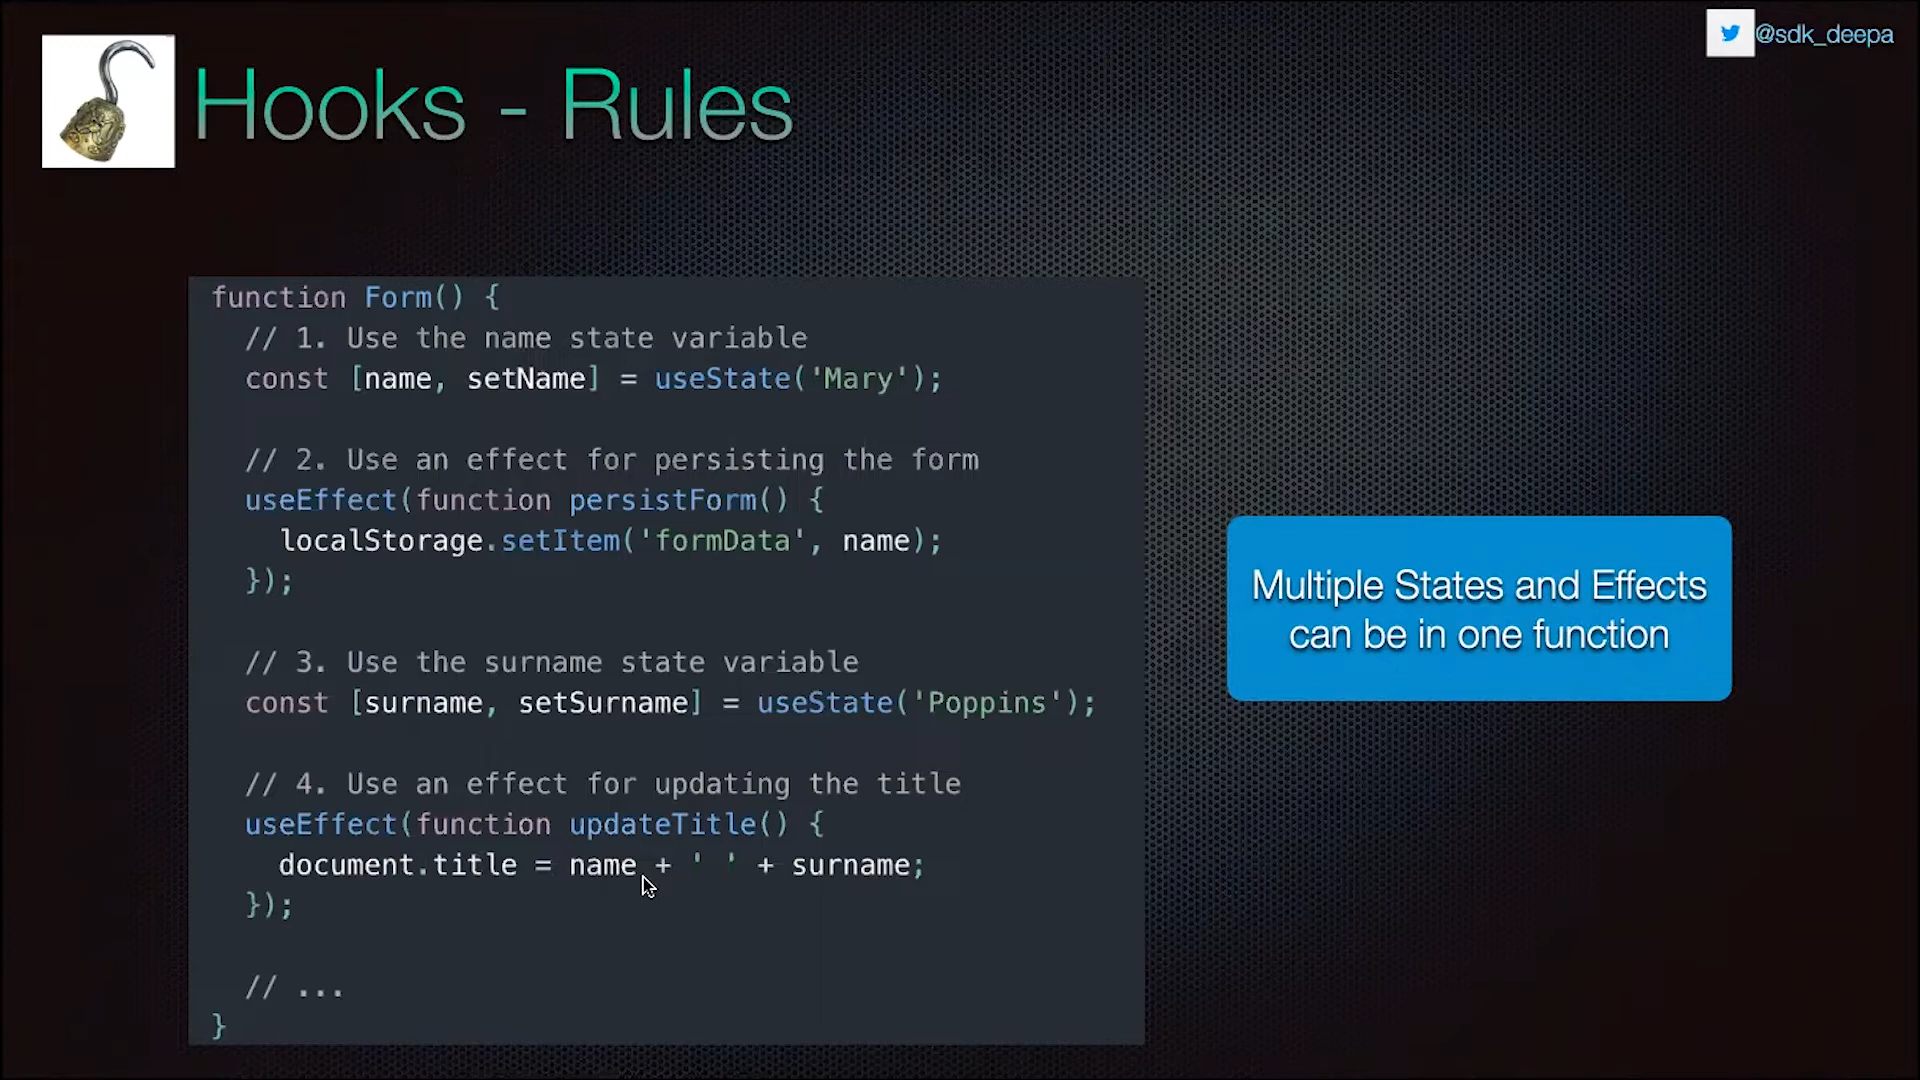 @sdk_deepa
Hooks - Rules
function Form() {
// 1. Use the name state variable
const [name, setName] = useState('Mary');
// 2. Use an effect for persisting the form
useEffect(function persistForm() {
localStorage.setItem('formData', name);
});
// 3. Use the surname state variable
const [surname, setSurname] = useState('Poppins');
// 4. Use an effect for updating the title
useEffect(function updateTitle() {
document.title = name + ' ' + surname;
});
// ...
}
Multiple States and Effects
can be in one function